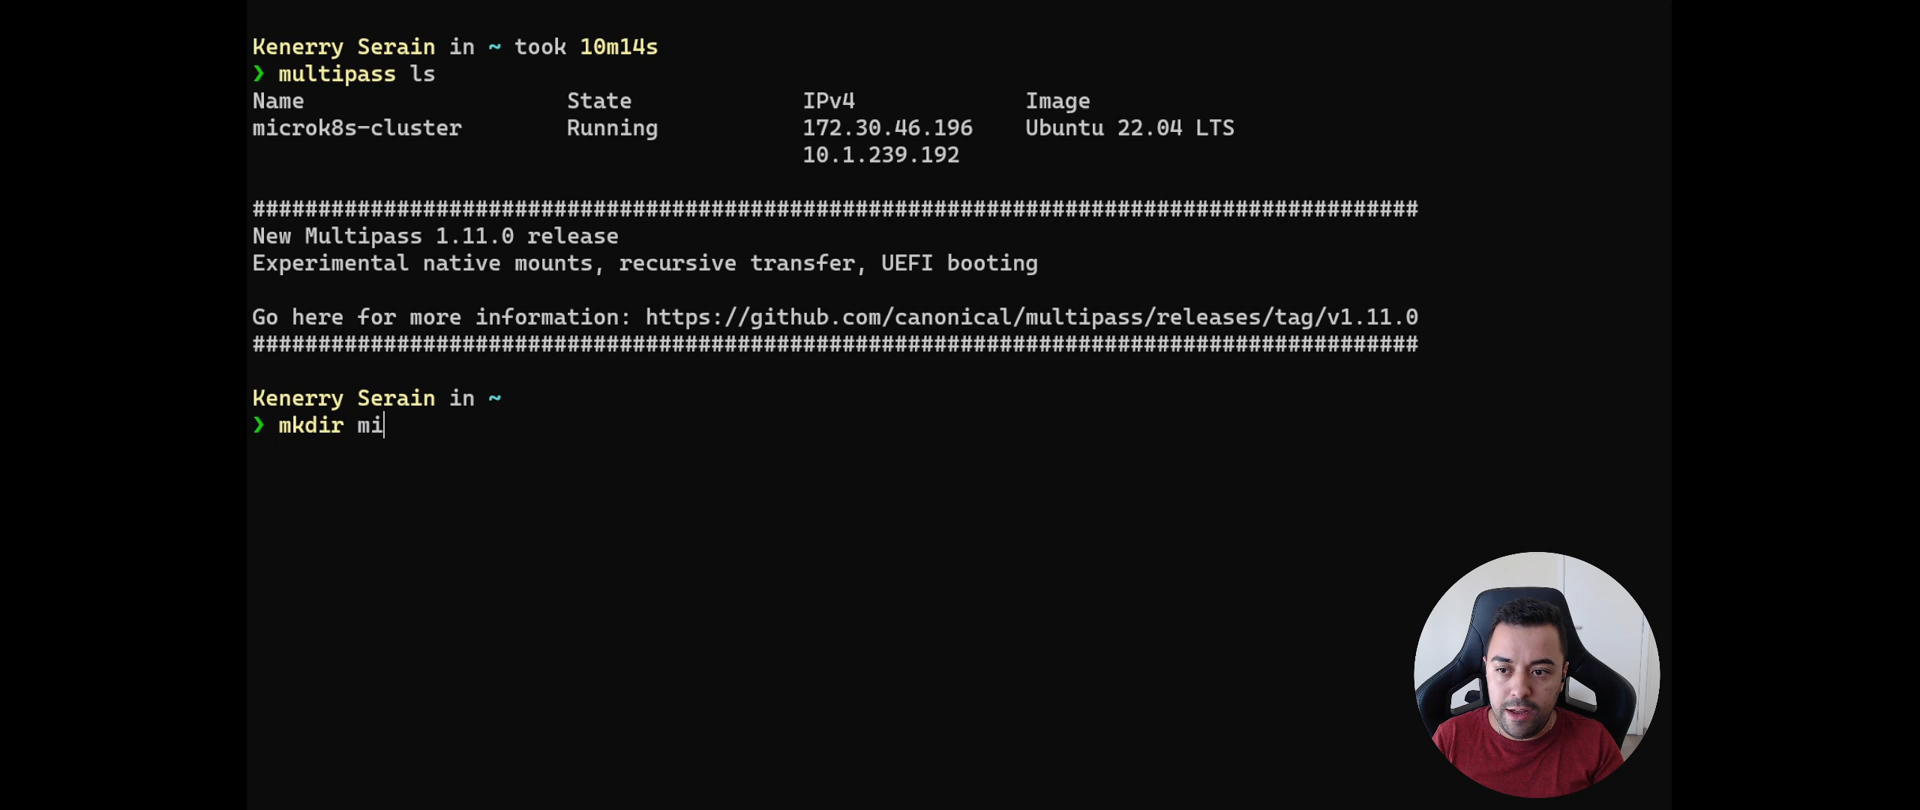 Kenerry Serain in ~ took 10m14s
❯ multipass ls
Name State IPv4 Image
microk8s-cluster Running 172.30.46.196 Ubuntu 22.04 LTS
10.1.239.192
#########################################################################################
New Multipass 1.11.0 release
Experimental native mounts, recursive transfer, UEFI booting
Go here for more information: https://github.com/canonical/multipass/releases/tag/v1.11.0
#########################################################################################
Kenerry Serain in ~
❯ mkdir mi